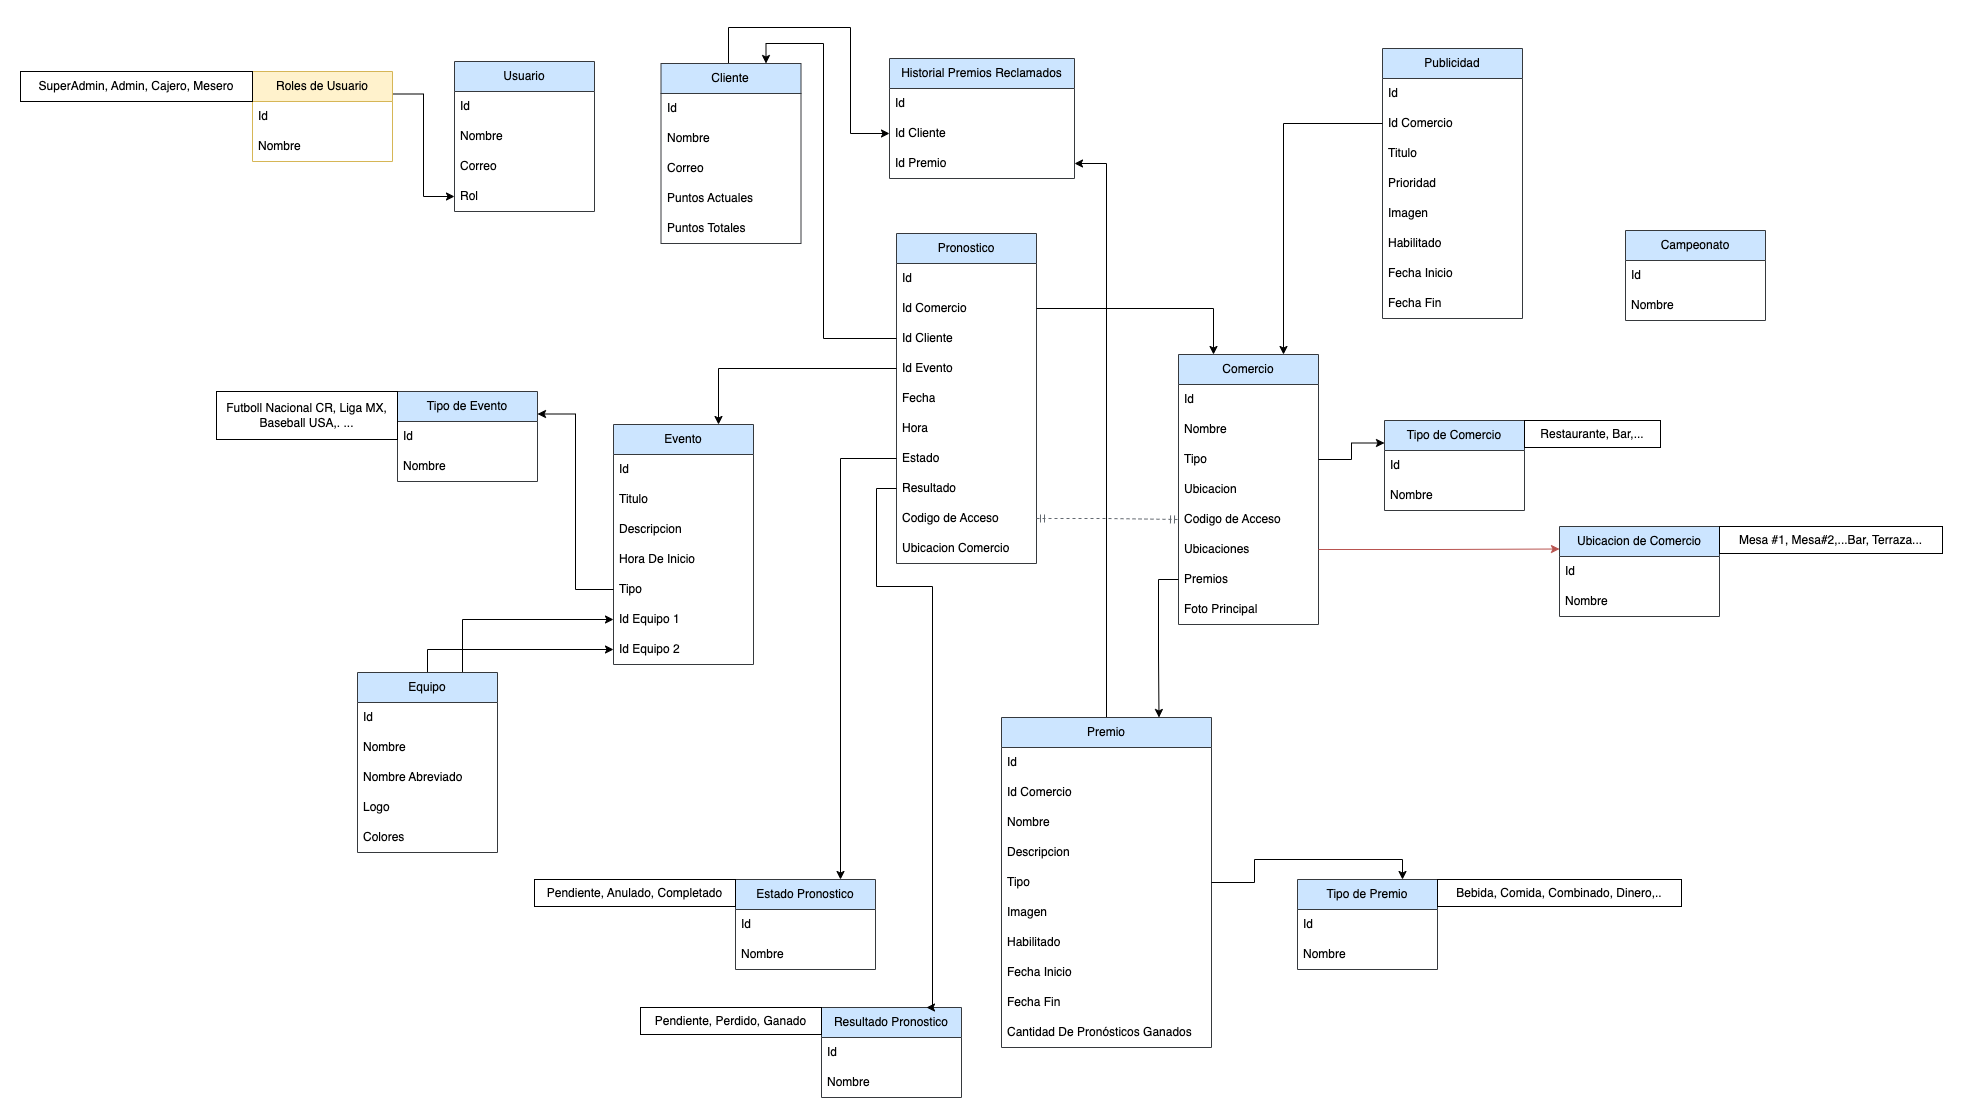 SuperAdmin, Admin, Cajero, Mesero
Roles de Usuario
Id
Nombre
Usuario
Id
Nombre
Correo
Rol
Cliente
Id
Nombre
Correo
Puntos Actuales
Puntos Totales
Historial Premios Reclamados
Id
Id Cliente
Id Premio
Publicidad
Id
Id Comercio
Titulo
Prioridad
Imagen
Habilitado
Fecha Inicio
Fecha Fin
Campeonato
Id
Nombre
Pronostico
Id
Id Comercio
Id Cliente
Id Evento
Fecha
Hora
Estado
Resultado
Codigo de Acceso
Ubicacion Comercio
Comercio
Id
Nombre
Tipo
Ubicacion
Codigo de Acceso
Ubicaciones
Premios
Foto Principal
Futboll Nacional CR, Liga MX,
Baseball USA,. ...
Tipo de Evento
Id
Nombre
Evento
Id
Titulo
Descripcion
Hora De Inicio
Tipo
Id Equipo 1
Id Equipo 2
Tipo de Comercio
Id
Nombre
Restaurante, Bar,...
Ubicacion de Comercio
Id
Nombre
Mesa #1, Mesa#2,...Bar, Terraza...
Equipo
Id
Nombre
Nombre Abreviado
Logo
Colores
Premio
Id
Id Comercio
Nombre
Descripcion
Tipo
Imagen
Habilitado
Fecha Inicio
Fecha Fin
Cantidad De Pronósticos Ganados
Pendiente, Anulado, Completado
Estado Pronostico
Id
Nombre
Tipo de Premio
Id
Nombre
Bebida, Comida, Combinado, Dinero,..
Pendiente, Perdido, Ganado
Resultado Pronostico
Id
Nombre